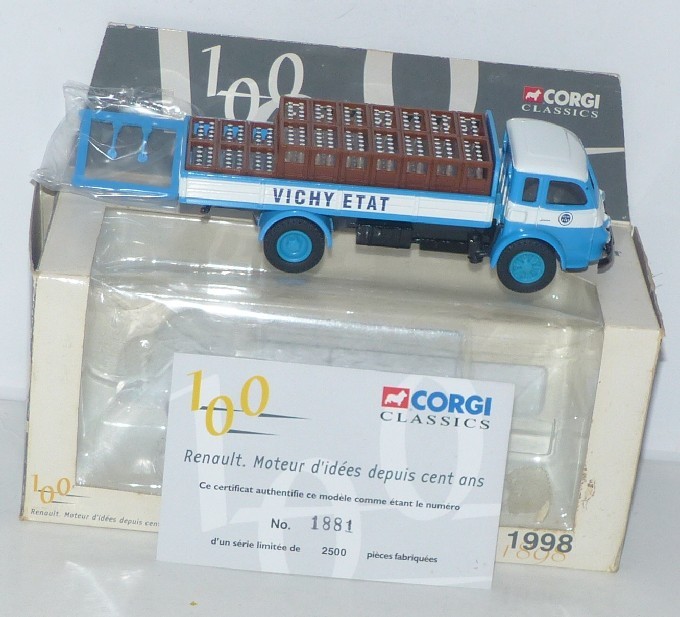 100
CORGI
CLASSICS
VICHY ETAT
100
CORGI
CLASSICS
Renault. Moteur d'idées depuis cent ans
Ce certificat authentifie ce modèle comme étant le numéro
No. 1881
d'un série limitée de 2500 pièces fabriquées
100
Renault. Moteur d'idées depuis cen
1998
1898